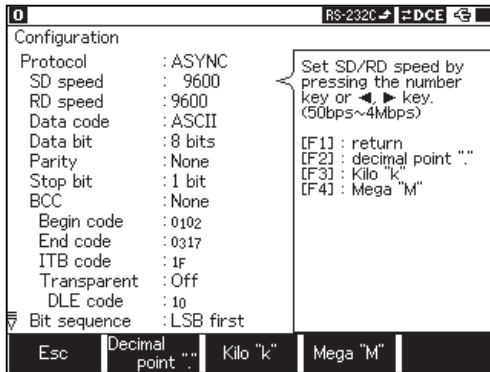 0 RS-232C DCE
Configuration
Protocol : ASYNC
SD speed : 9600
RD speed : 9600
Data code : ASCII
Data bit : 8 bits
Parity : None
Stop bit : 1 bit
BCC : None
Begin code : 0102
End code : 0317
ITB code : 1F
Transparent : Off
DLE code : 10
Bit sequence : LSB first
Set SD/RD speed by
pressing the number
key or ◀, ▶ key.
(50bps~4Mbps)
[F1] : return
[F2] : decimal point "."
[F3] : Kilo "k"
[F4] : Mega "M"
Esc
Decimal
point "."
Kilo "k"
Mega "M"